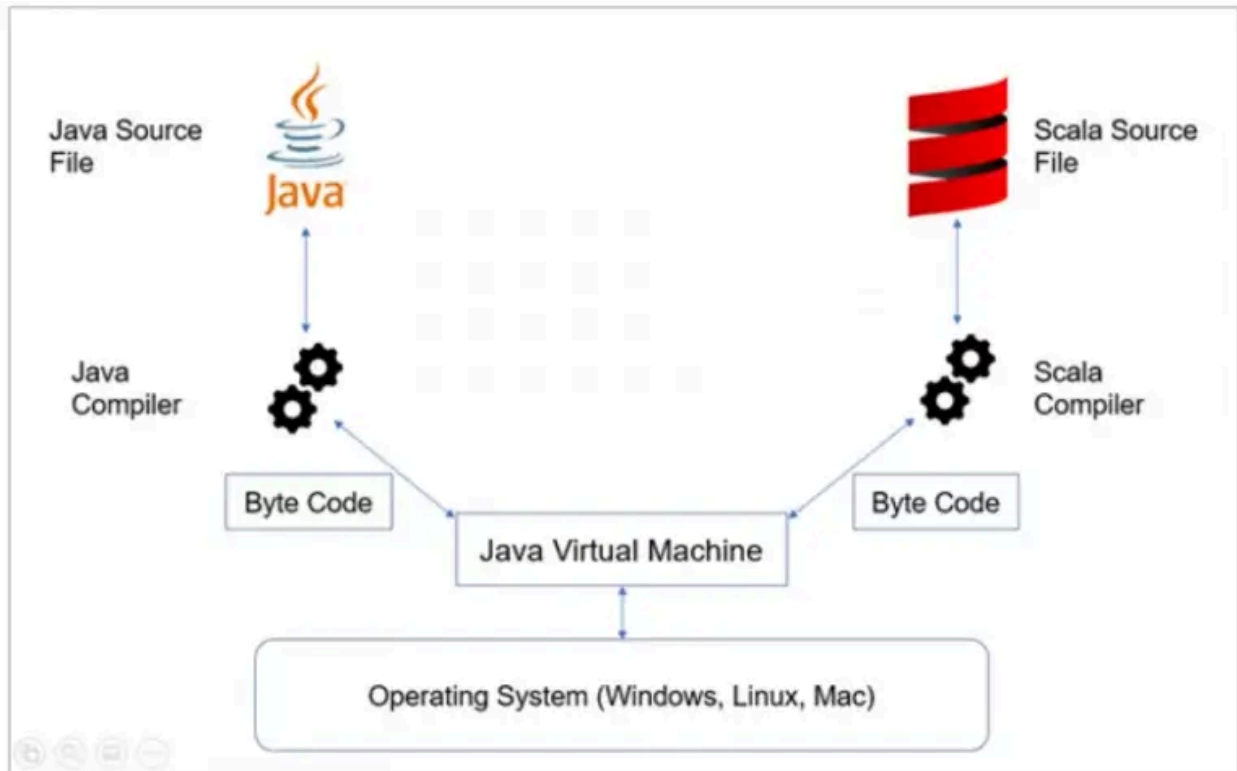 Java Source
File
Java
Scala Source
File
Java
Compiler
Scala
Compiler
Byte Code
Byte Code
Java Virtual Machine
Operating System (Windows, Linux, Mac)